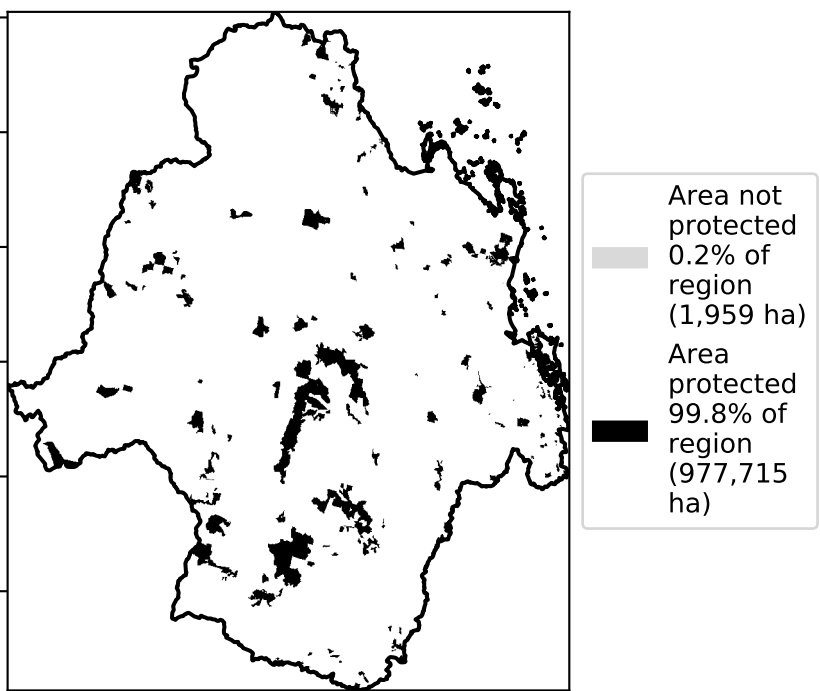 Area not
protected
0.2% of
region
(1,959 ha)
Area
protected
99.8% of
region
(977,715
ha)